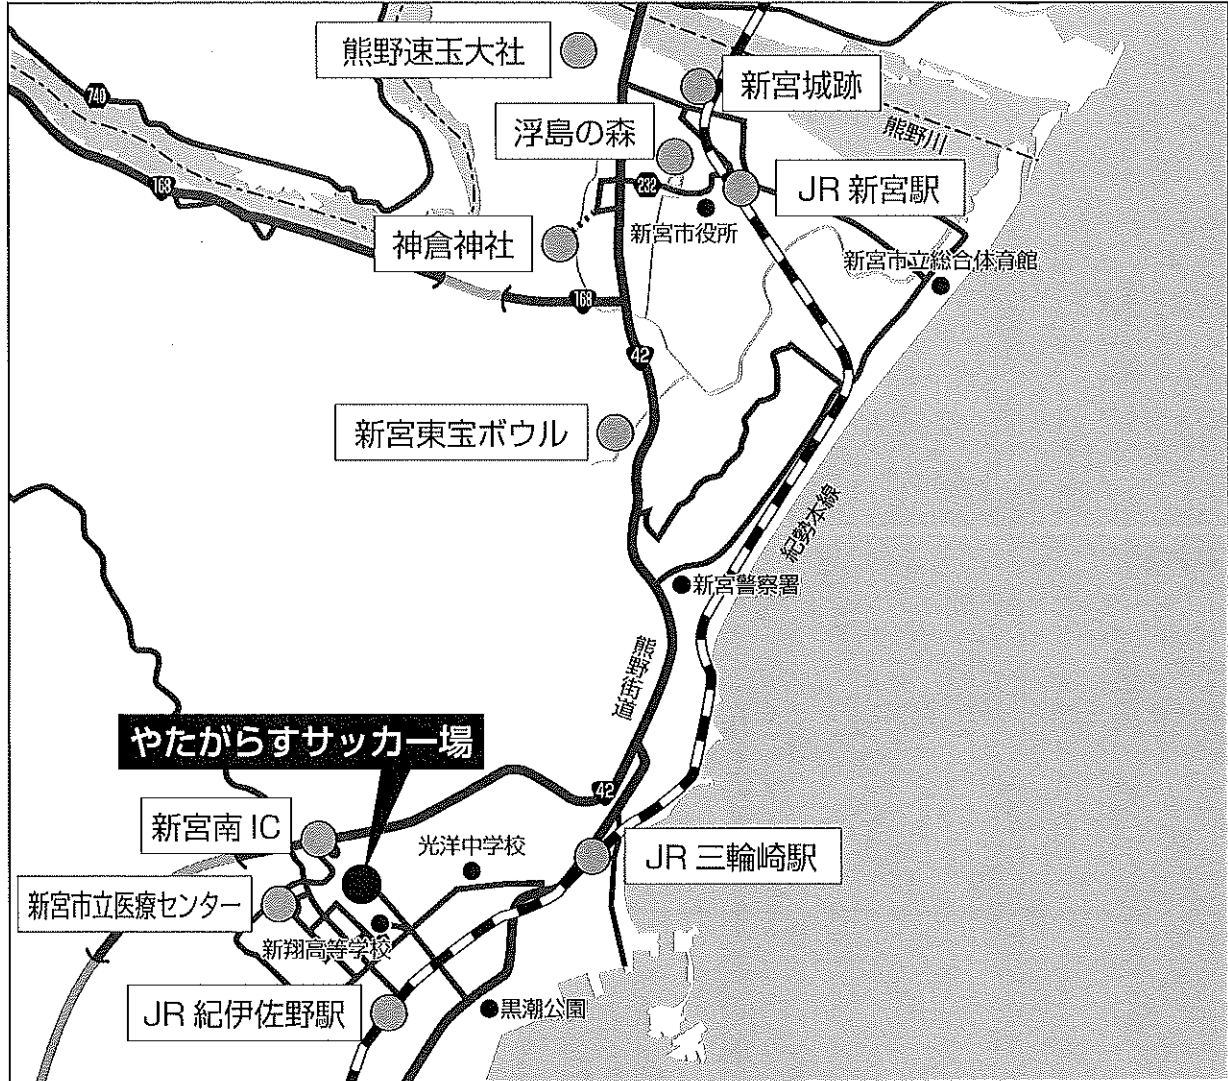 熊野速玉大社
740
新宮城跡
浮島の森
熊野川
168
232
JR 新宮駅
神倉神社
新宮市役所
新宮市立総合体育館
168
42
新宮東宝ボウル
紀勢本線
新宮警察署
熊野街道
やたがらすサッカー場
42
新宮南 IC
光洋中学校
JR 三輪崎駅
新宮市立医療センター
新翔高等学校
JR 紀伊佐野駅
黒潮公園